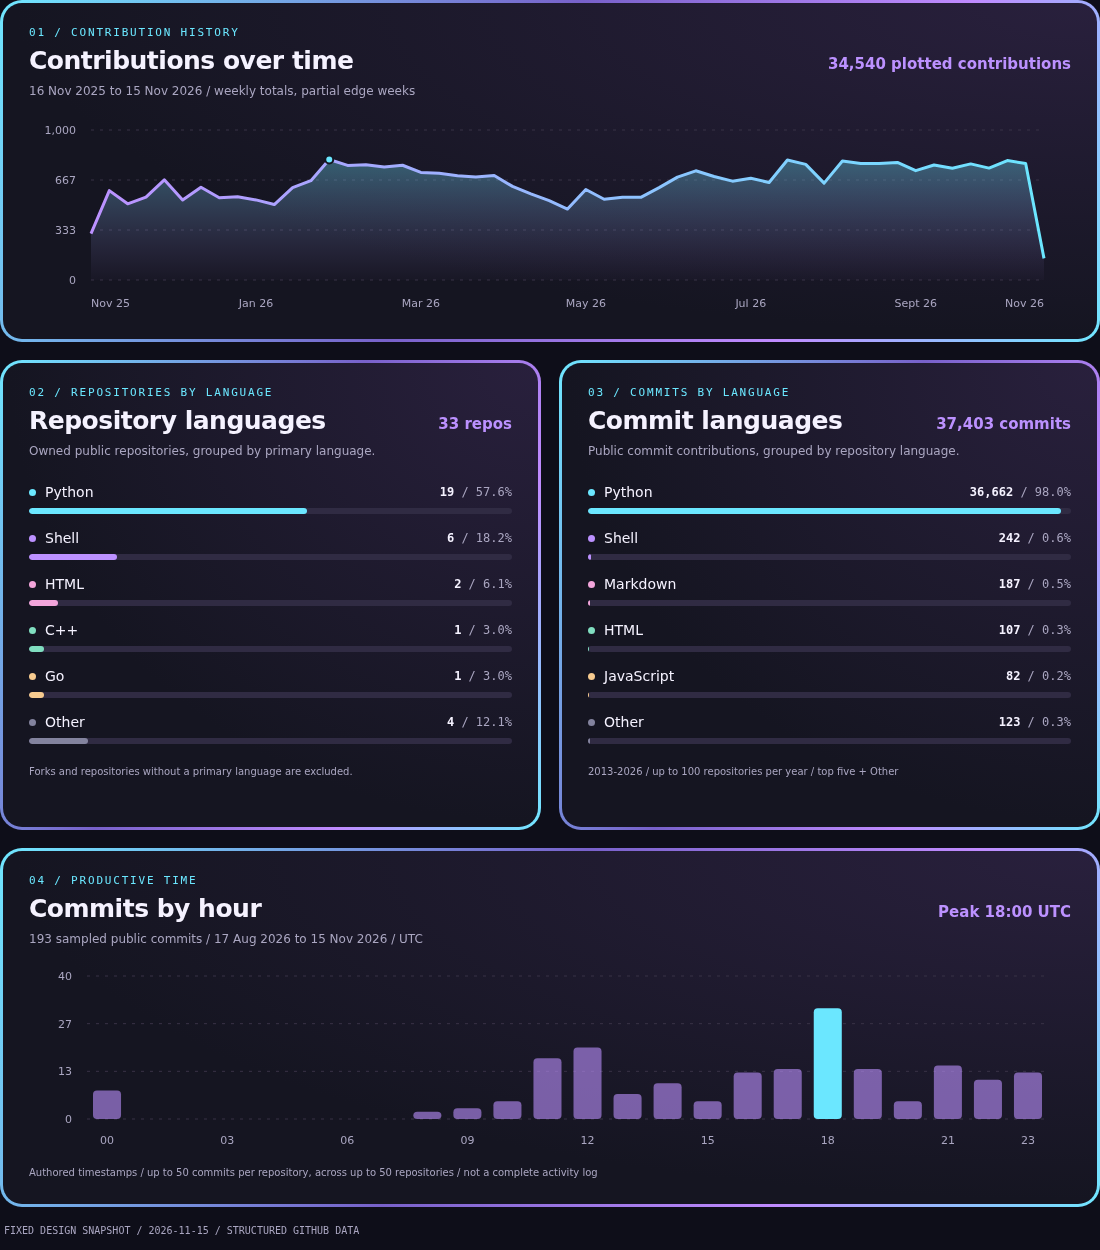 01 / CONTRIBUTION HISTORY
Contributions over time
34,540 plotted contributions
16 Nov 2025 to 15 Nov 2026 / weekly totals, partial edge weeks
1,000
667
333
0
Nov 25 Jan 26 Mar 26 May 26 Jul 26 Sept 26 Nov 26
02 / REPOSITORIES BY LANGUAGE
Repository languages
33 repos
Owned public repositories, grouped by primary language.
Python 19 / 57.6%
Shell 6 / 18.2%
HTML 2 / 6.1%
C++ 1 / 3.0%
Go 1 / 3.0%
Other 4 / 12.1%
Forks and repositories without a primary language are excluded.
03 / COMMITS BY LANGUAGE
Commit languages
37,403 commits
Public commit contributions, grouped by repository language.
Python 36,662 / 98.0%
Shell 242 / 0.6%
Markdown 187 / 0.5%
HTML 107 / 0.3%
JavaScript 82 / 0.2%
Other 123 / 0.3%
2013-2026 / up to 100 repositories per year / top five + Other
04 / PRODUCTIVE TIME
Commits by hour
Peak 18:00 UTC
193 sampled public commits / 17 Aug 2026 to 15 Nov 2026 / UTC
40
27
13
0
00 03 06 09 12 15 18 21 23
Authored timestamps / up to 50 commits per repository, across up to 50 repositories / not a complete activity log
FIXED DESIGN SNAPSHOT / 2026-11-15 / STRUCTURED GITHUB DATA